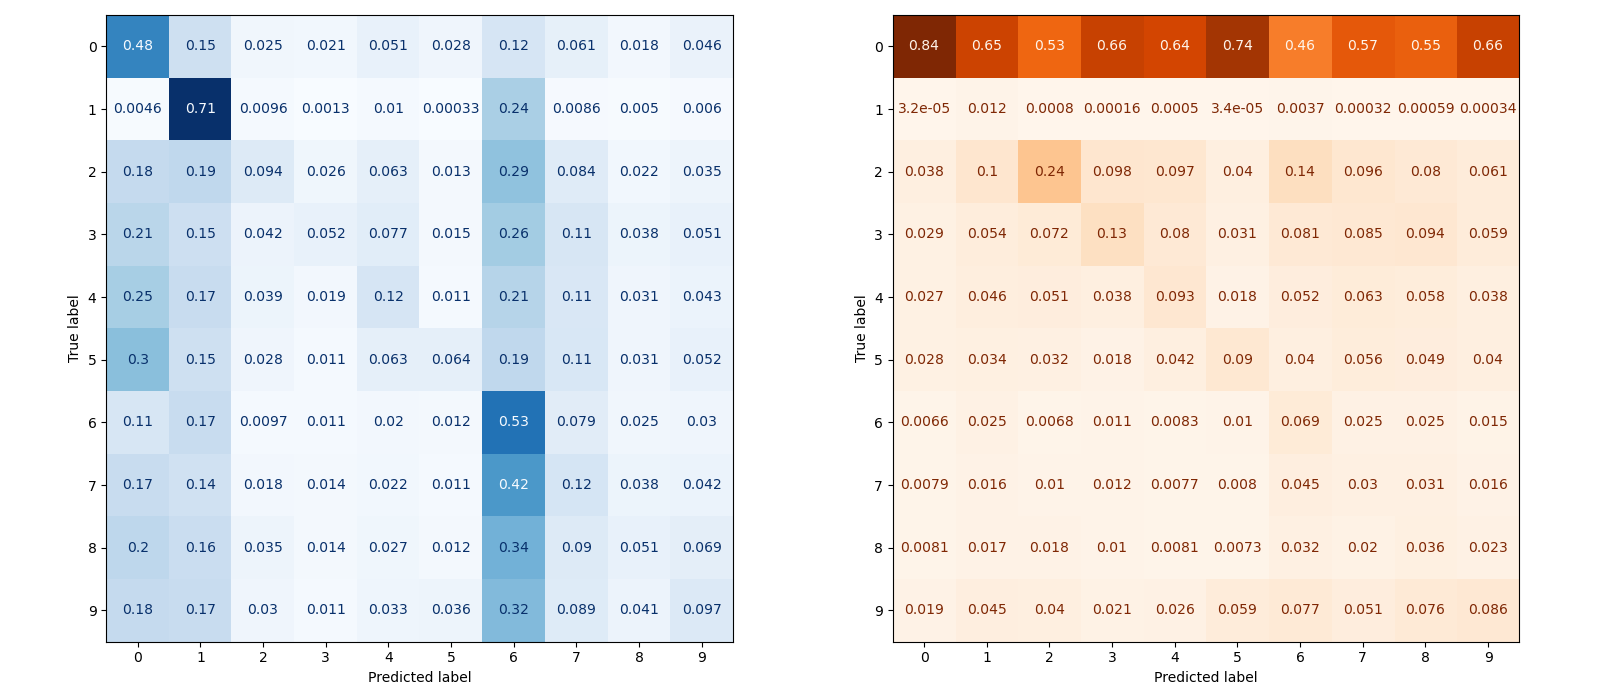 0 0.48 0.15 0.025 0.021 0.051 0.028 0.12 0.061 0.018 0.046
1 0.0046 0.71 0.0096 0.0013 0.01 0.00033 0.24 0.0086 0.005 0.006
2 0.18 0.19 0.094 0.026 0.063 0.013 0.29 0.084 0.022 0.035
3 0.21 0.15 0.042 0.052 0.077 0.015 0.26 0.11 0.038 0.051
4 0.25 0.17 0.039 0.019 0.12 0.011 0.21 0.11 0.031 0.043
True label
5 0.3 0.15 0.028 0.011 0.063 0.064 0.19 0.11 0.031 0.052
6 0.11 0.17 0.0097 0.011 0.02 0.012 0.53 0.079 0.025 0.03
7 0.17 0.14 0.018 0.014 0.022 0.011 0.42 0.12 0.038 0.042
8 0.2 0.16 0.035 0.014 0.027 0.012 0.34 0.09 0.051 0.069
9 0.18 0.17 0.03 0.011 0.033 0.036 0.32 0.089 0.041 0.097
0 1 2 3 4 5 6 7 8 9
Predicted label
0 0.84 0.65 0.53 0.66 0.64 0.74 0.46 0.57 0.55 0.66
1 3.2e-05 0.012 0.0008 0.00016 0.0005 3.4e-05 0.0037 0.00032 0.00059 0.00034
2 0.038 0.1 0.24 0.098 0.097 0.04 0.14 0.096 0.08 0.061
3 0.029 0.054 0.072 0.13 0.08 0.031 0.081 0.085 0.094 0.059
4 0.027 0.046 0.051 0.038 0.093 0.018 0.052 0.063 0.058 0.038
True label
5 0.028 0.034 0.032 0.018 0.042 0.09 0.04 0.056 0.049 0.04
6 0.0066 0.025 0.0068 0.011 0.0083 0.01 0.069 0.025 0.025 0.015
7 0.0079 0.016 0.01 0.012 0.0077 0.008 0.045 0.03 0.031 0.016
8 0.0081 0.017 0.018 0.01 0.0081 0.0073 0.032 0.02 0.036 0.023
9 0.019 0.045 0.04 0.021 0.026 0.059 0.077 0.051 0.076 0.086
0 1 2 3 4 5 6 7 8 9
Predicted label